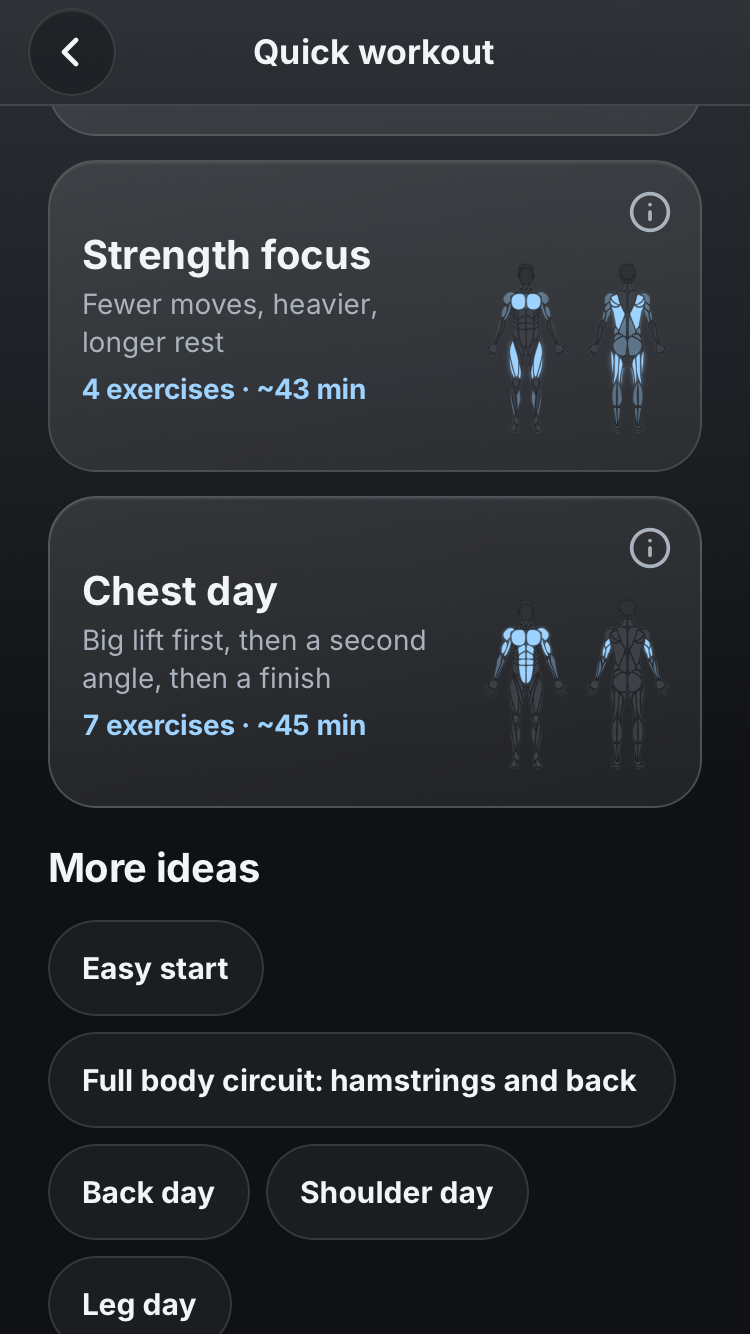 Quick workout
Strength focus
Fewer moves, heavier,
longer rest
4 exercises · ~43 min
Chest day
Big lift first, then a second
angle, then a finish
7 exercises · ~45 min
More ideas
Easy start
Full body circuit: hamstrings and back
Back day
Shoulder day
Leg day